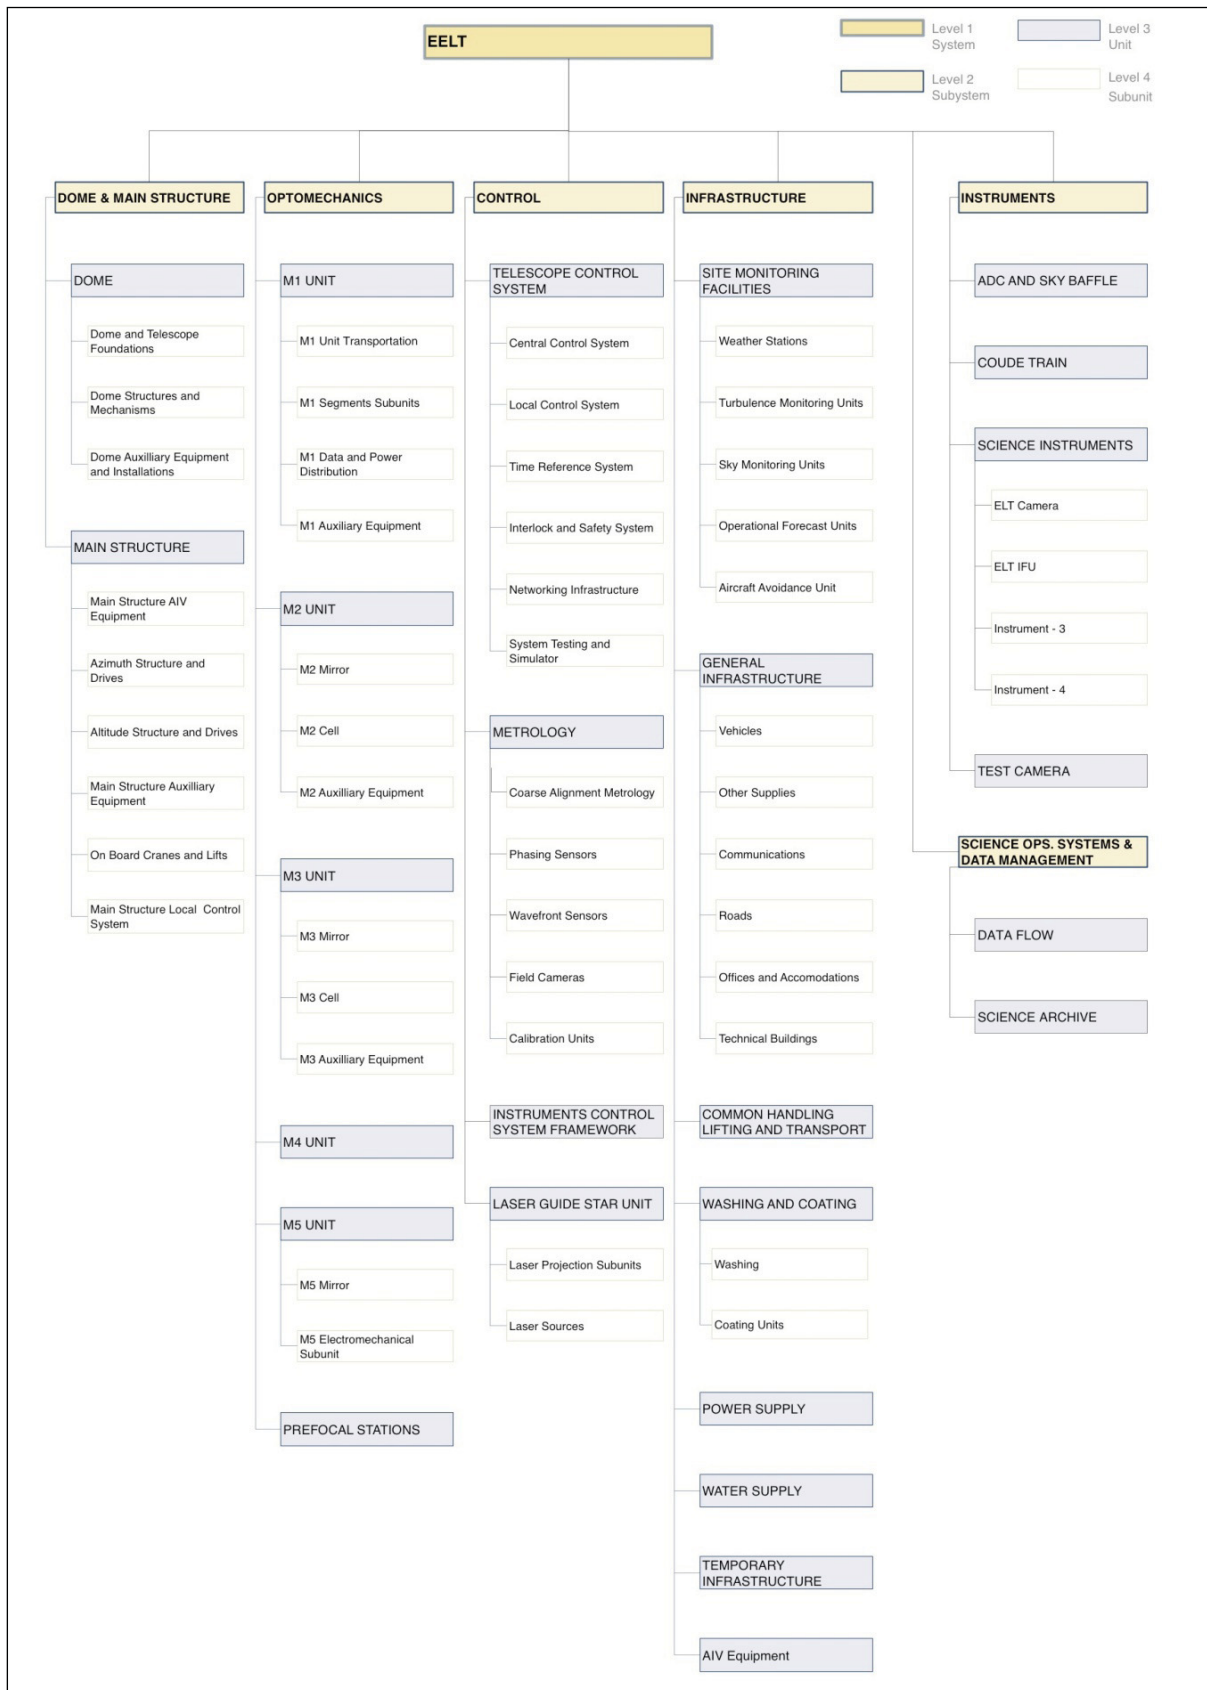 EELT
Level 1
System
Level 3
Unit
Level 2
Subystem
Level 4
Subunit
DOME & MAIN STRUCTURE
DOME
Dome and Telescope
Foundations
Dome Structures and
Mechanisms
Dome Auxilliary Equipment
and Installations
MAIN STRUCTURE
Main Structure AIV
Equipment
Azimuth Structure and
Drives
Altitude Structure and Drives
Main Structure Auxilliary
Equipment
On Board Cranes and Lifts
Main Structure Local Control
System
OPTOMECHANICS
M1 UNIT
M1 Unit Transportation
M1 Segments Subunits
M1 Data and Power
Distribution
M1 Auxiliary Equipment
M2 UNIT
M2 Mirror
M2 Cell
M2 Auxilliary Equipment
M3 UNIT
M3 Mirror
M3 Cell
M3 Auxilliary Equipment
M4 UNIT
M5 UNIT
M5 Mirror
M5 Electromechanical
Subunit
PREFOCAL STATIONS
CONTROL
TELESCOPE CONTROL
SYSTEM
Central Control System
Local Control System
Time Reference System
Interlock and Safety System
Networking Infrastructure
System Testing and
Simulator
METROLOGY
Coarse Alignment Metrology
Phasing Sensors
Wavefront Sensors
Field Cameras
Calibration Units
INSTRUMENTS CONTROL
SYSTEM FRAMEWORK
LASER GUIDE STAR UNIT
Laser Projection Subunits
Laser Sources
INFRASTRUCTURE
SITE MONITORING
FACILITIES
Weather Stations
Turbulence Monitoring Units
Sky Monitoring Units
Operational Forecast Units
Aircraft Avoidance Unit
GENERAL
INFRASTRUCTURE
Vehicles
Other Supplies
Communications
Roads
Offices and Accomodations
Technical Buildings
COMMON HANDLING
LIFTING AND TRANSPORT
WASHING AND COATING
Washing
Coating Units
POWER SUPPLY
WATER SUPPLY
TEMPORARY
INFRASTRUCTURE
AIV Equipment
INSTRUMENTS
ADC AND SKY BAFFLE
COUDE TRAIN
SCIENCE INSTRUMENTS
ELT Camera
ELT IFU
Instrument - 3
Instrument - 4
TEST CAMERA
SCIENCE OPS. SYSTEMS &
DATA MANAGEMENT
DATA FLOW
SCIENCE ARCHIVE